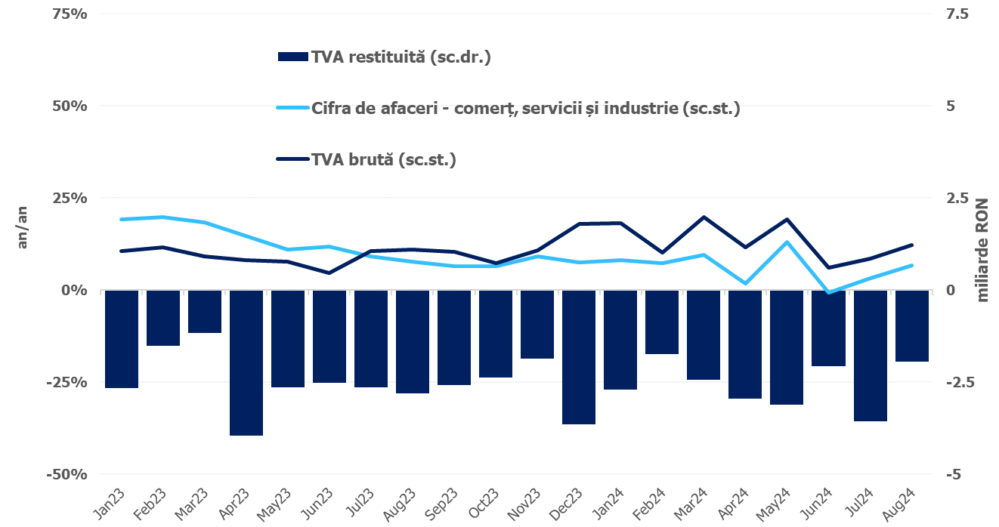 75%
50%
25%
0%
-25%
-50%
an/an
TVA restituită (sc.dr.)
Cifra de afaceri - comerț, servicii și industrie (sc.st.)
TVA brută (sc.st.)
7.5
5
2.5
0
-2.5
-5
miliarde RON
Jan23
Feb23
Mar23
Apr23
May23
Jun23
Jul23
Aug23
Sep23
Oct23
Nov23
Dec23
Jan24
Feb24
Mar24
Apr24
May24
Jun24
Jul24
Aug24